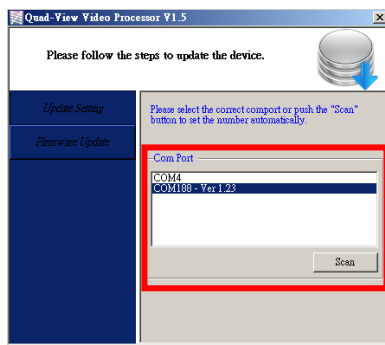 Quad-View Video Processor V1.5
Please follow the steps to update the device.
Update Setting
Firmware Update
Please select the correct comport or push the "Scan"
button to set the number automatically.
Com Port
COM4
COM188 - Ver 1.23
Scan